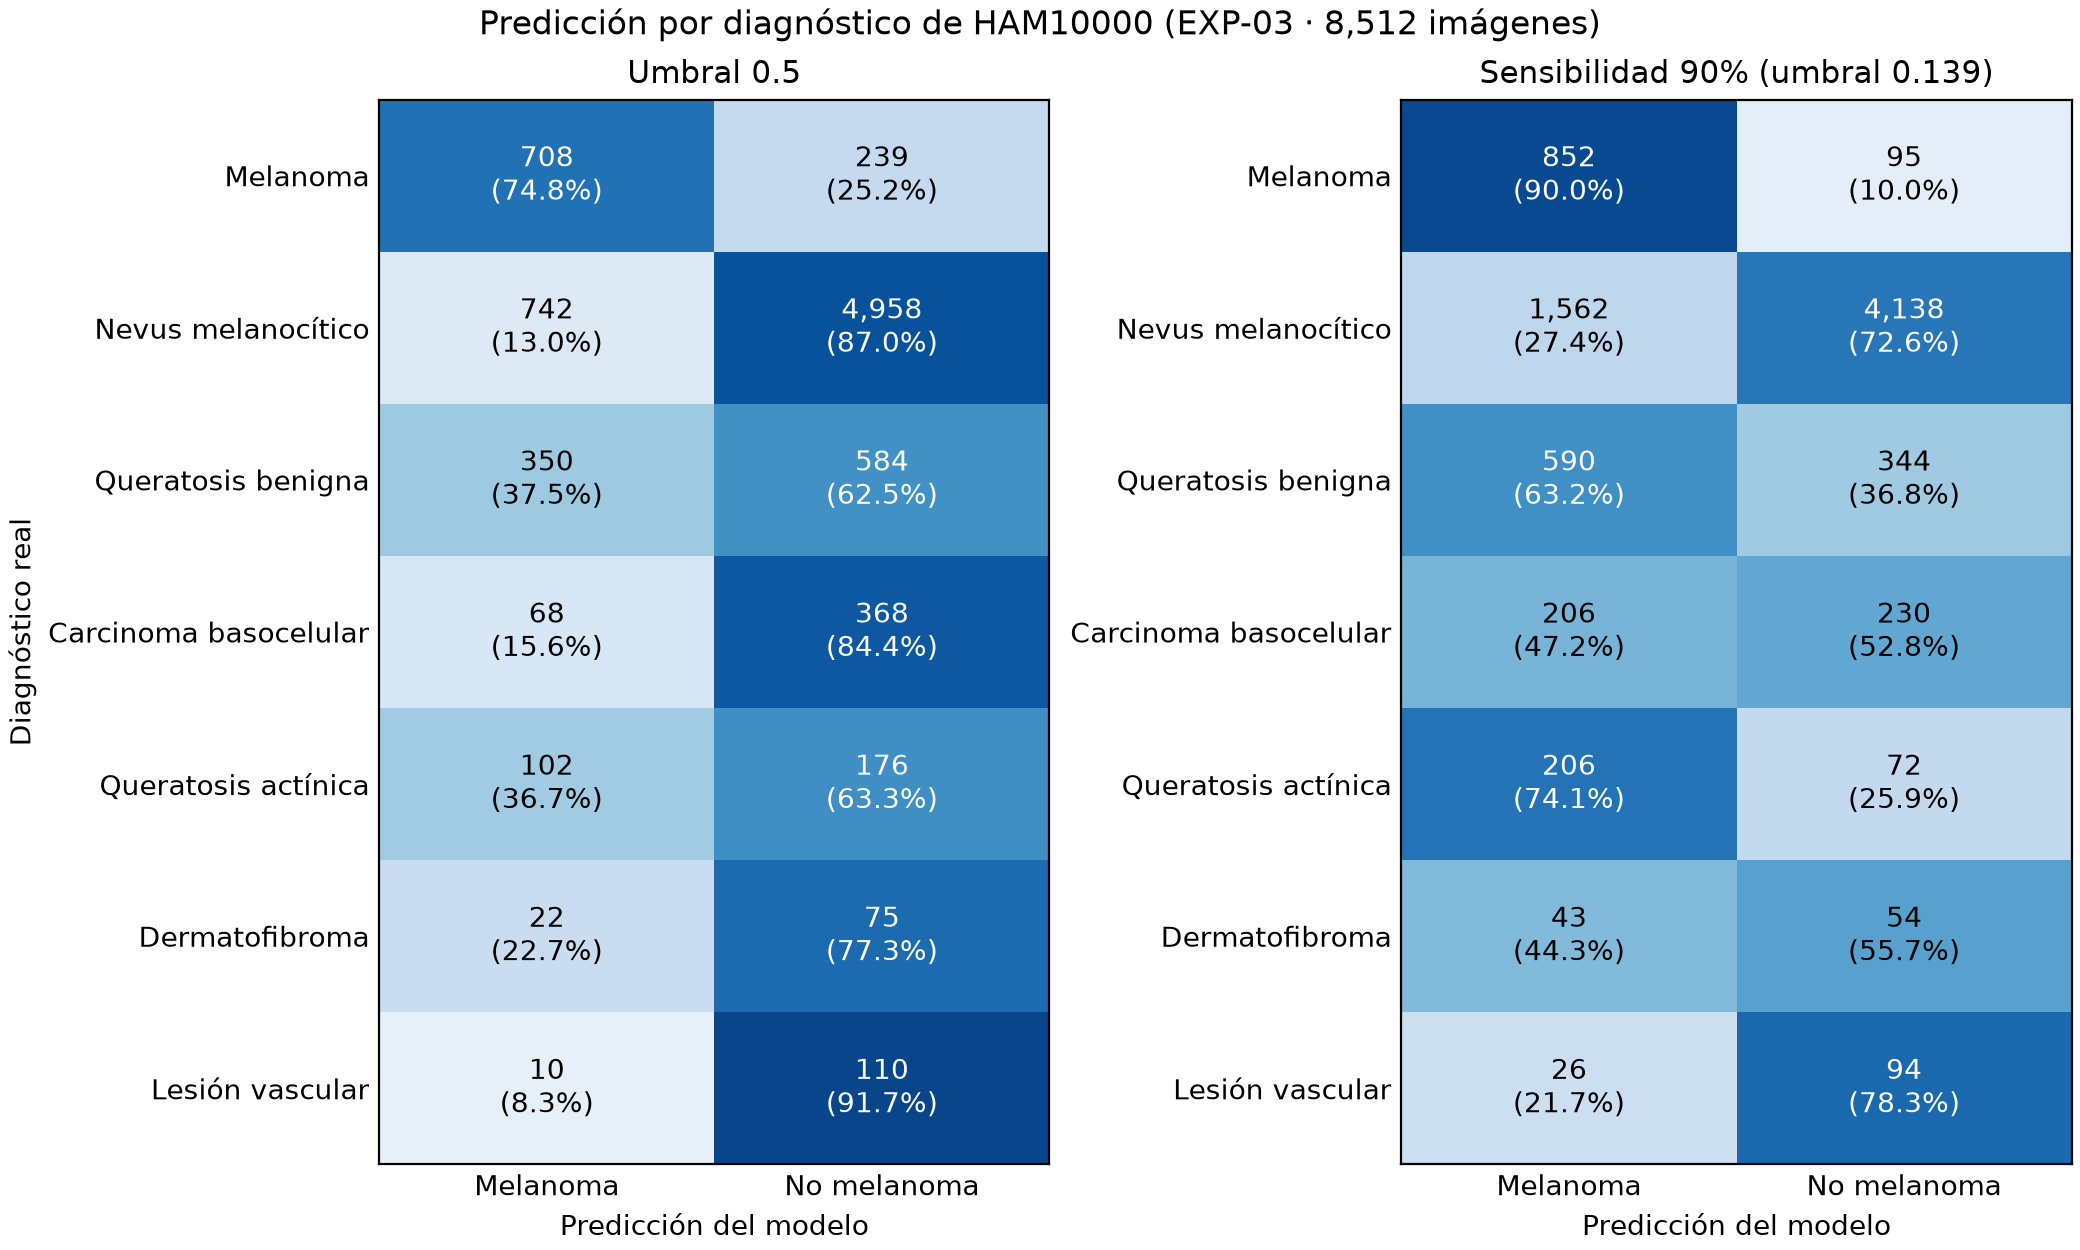 Predicción por diagnóstico de HAM10000 (EXP-03 · 8,512 imágenes)
Umbral 0.5
Diagnóstico real
Melanoma
708
(74.8%)
239
(25.2%)
Nevus melanocítico
742
(13.0%)
4,958
(87.0%)
Queratosis benigna
350
(37.5%)
584
(62.5%)
Carcinoma basocelular
68
(15.6%)
368
(84.4%)
Queratosis actínica
102
(36.7%)
176
(63.3%)
Dermatofibroma
22
(22.7%)
75
(77.3%)
Lesión vascular
10
(8.3%)
110
(91.7%)
Melanoma
No melanoma
Predicción del modelo
Sensibilidad 90% (umbral 0.139)
Melanoma
852
(90.0%)
95
(10.0%)
Nevus melanocítico
1,562
(27.4%)
4,138
(72.6%)
Queratosis benigna
590
(63.2%)
344
(36.8%)
Carcinoma basocelular
206
(47.2%)
230
(52.8%)
Queratosis actínica
206
(74.1%)
72
(25.9%)
Dermatofibroma
43
(44.3%)
54
(55.7%)
Lesión vascular
26
(21.7%)
94
(78.3%)
Melanoma
No melanoma
Predicción del modelo